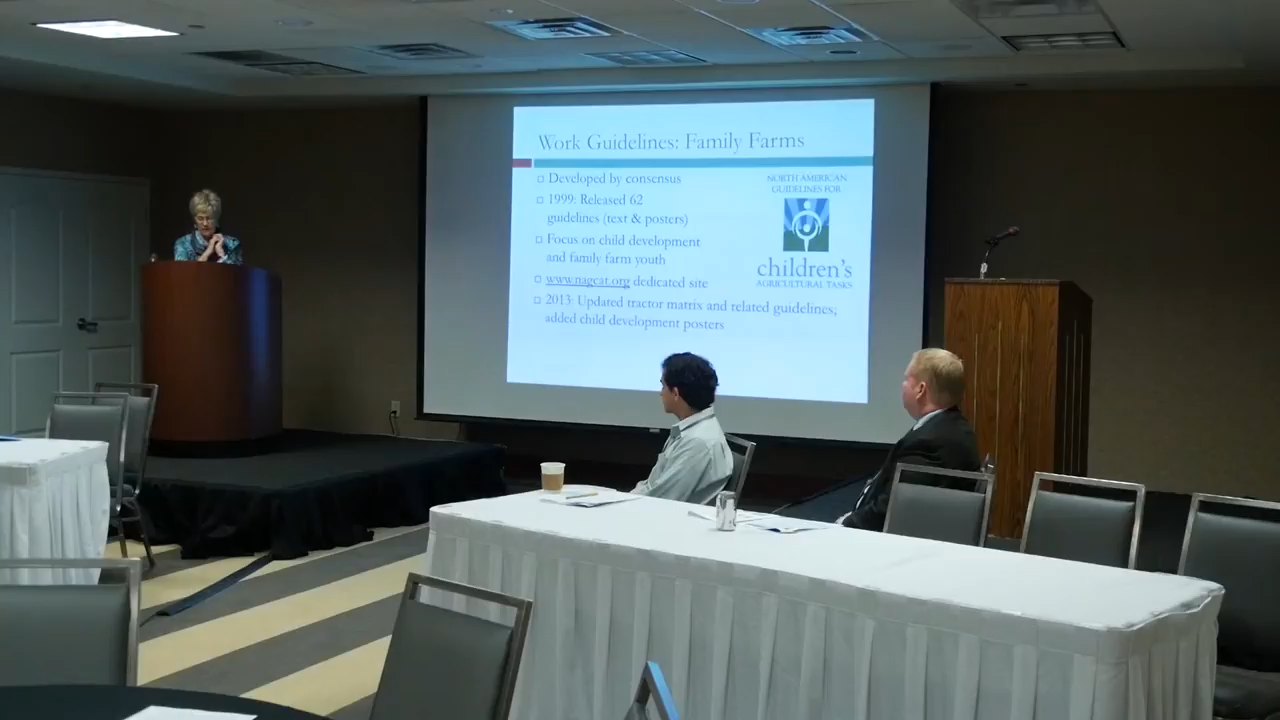 Work Guidelines: Family Farms
Developed by consensus
1999: Released 62
guidelines (text & posters)
Focus on child development
and family farm youth
www.nagcat.org dedicated site
2013: Updated tractor matrix and related guidelines;
added child development posters
NORTH AMERICAN
GUIDELINES FOR
children's
AGRICULTURAL TASKS